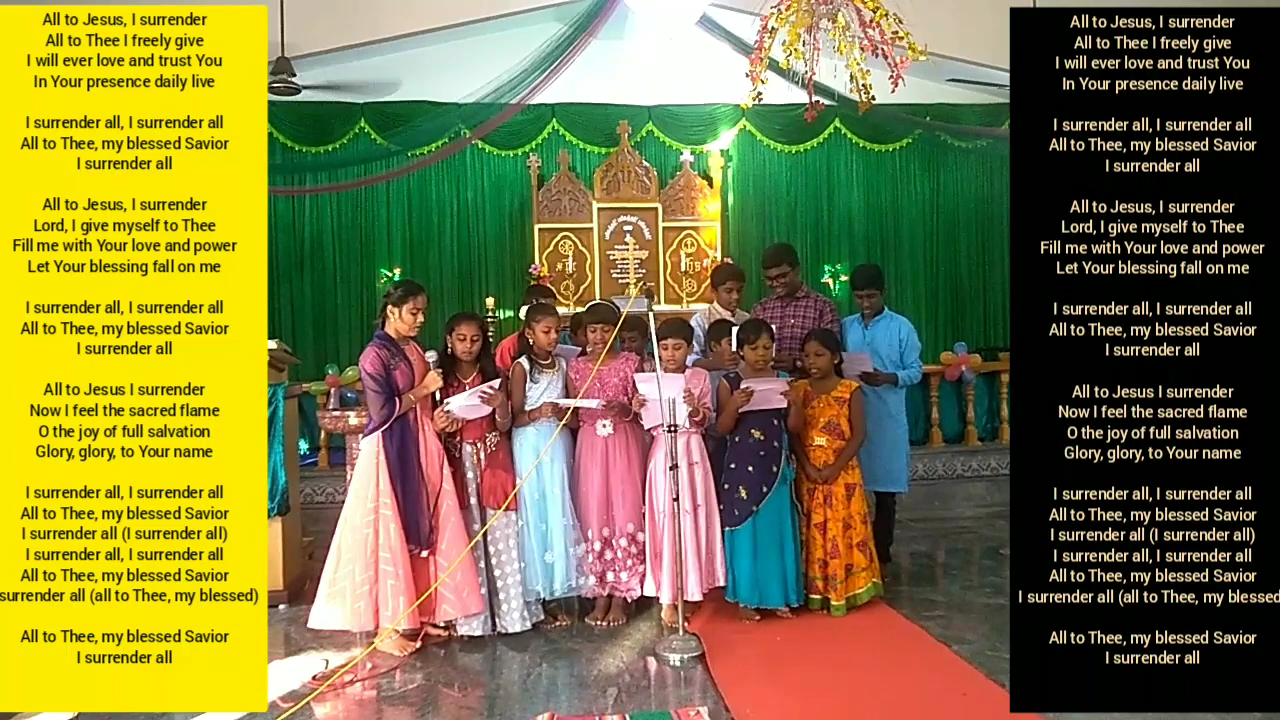 All to Jesus, I surrender
All to Thee I freely give
I will ever love and trust You
In Your presence daily live
I surrender all, I surrender all
All to Thee, my blessed Savior
I surrender all
All to Jesus, I surrender
Lord, I give myself to Thee
Fill me with Your love and power
Let Your blessing fall on me
I surrender all, I surrender all
All to Thee, my blessed Savior
I surrender all
All to Jesus I surrender
Now I feel the sacred flame
O the joy of full salvation
Glory, glory, to Your name
I surrender all, I surrender all
All to Thee, my blessed Savior
I surrender all (I surrender all)
I surrender all, I surrender all
All to Thee, my blessed Savior
surrender all (all to Thee, my blessed)
All to Thee, my blessed Savior
I surrender all
All to Jesus, I surrender
All to Thee I freely give
I will ever love and trust You
In Your presence daily live
I surrender all, I surrender all
All to Thee, my blessed Savior
I surrender all
All to Jesus, I surrender
Lord, I give myself to Thee
Fill me with Your love and power
Let Your blessing fall on me
I surrender all, I surrender all
All to Thee, my blessed Savior
I surrender all
All to Jesus I surrender
Now I feel the sacred flame
O the joy of full salvation
Glory, glory, to Your name
I surrender all, I surrender all
All to Thee, my blessed Savior
I surrender all (I surrender all)
I surrender all, I surrender all
All to Thee, my blessed Savior
I surrender all (all to Thee, my blessed
All to Thee, my blessed Savior
I surrender all